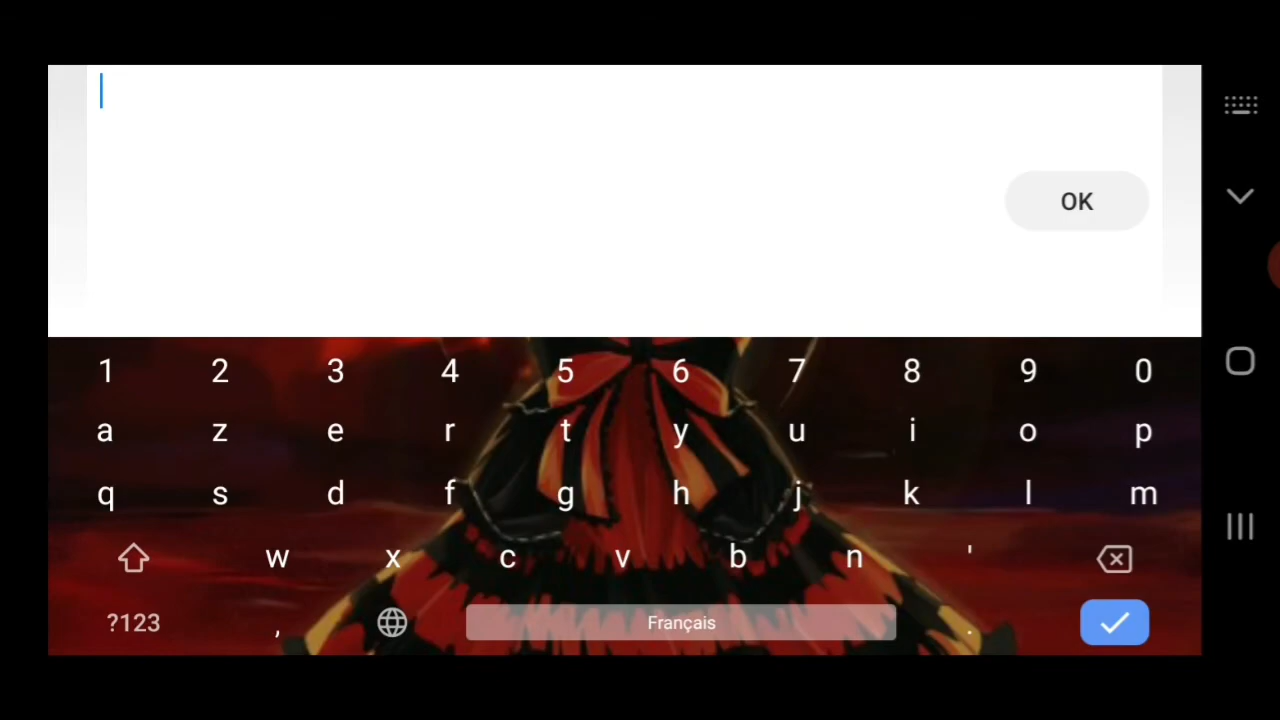 OK
1 2 3 4 5 6 7 8 9 0
a z e r t y u i o p
q s d f g h j k l m
w x c v b n '
?123 , Français .